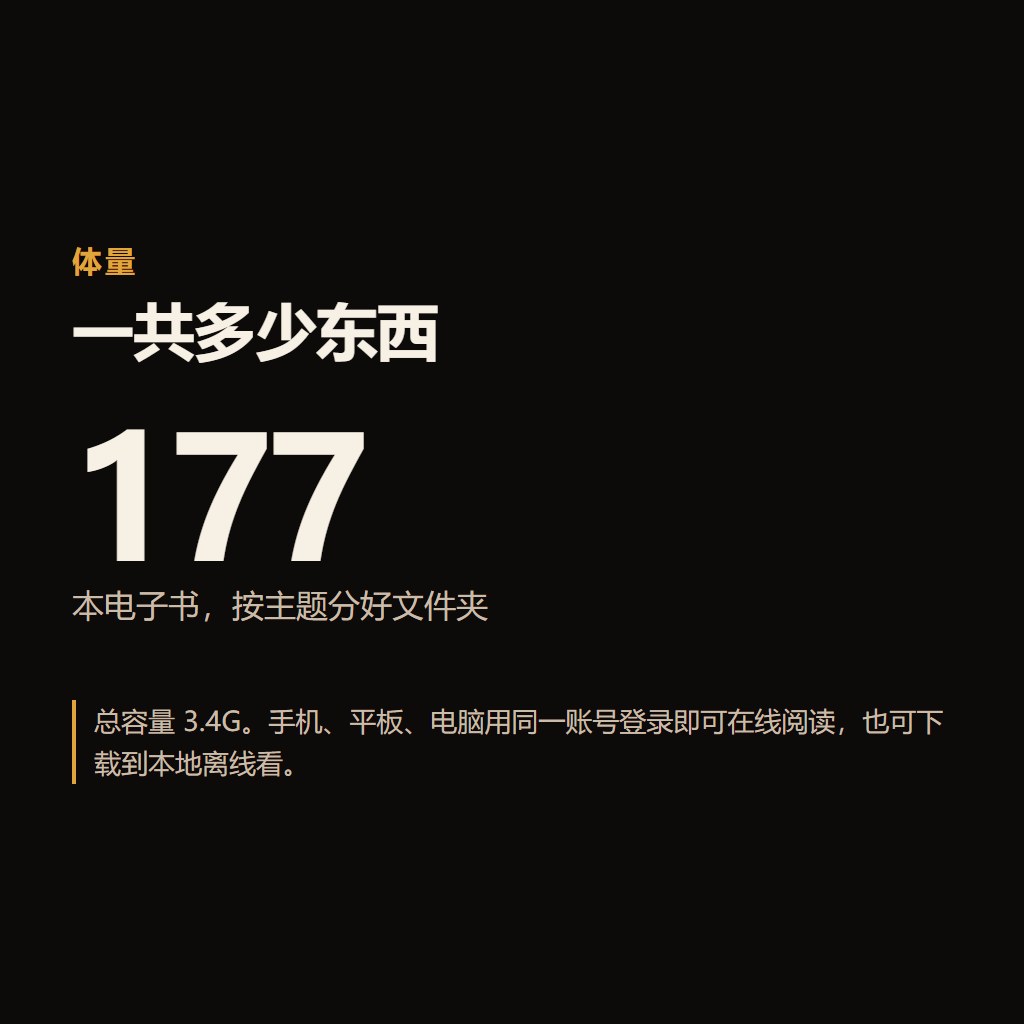 体量
一共多少东西
177
本电子书，按主题分好文件夹
总容量 3.4G。手机、平板、电脑用同一账号登录即可在线阅读，也可下
载到本地离线看。